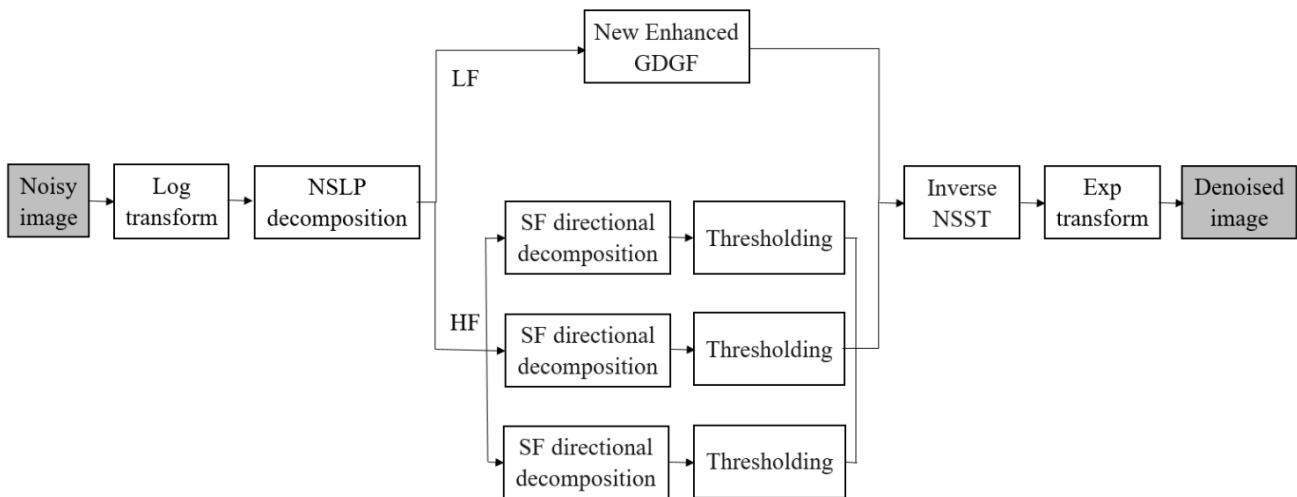 New Enhanced
GDGF
LF
Noisy
image
Log
transform
NSLP
decomposition
Inverse
NSST
Exp
transform
Denoised
image
SF directional
decomposition
Thresholding
HF
SF directional
decomposition
Thresholding
SF directional
decomposition
Thresholding